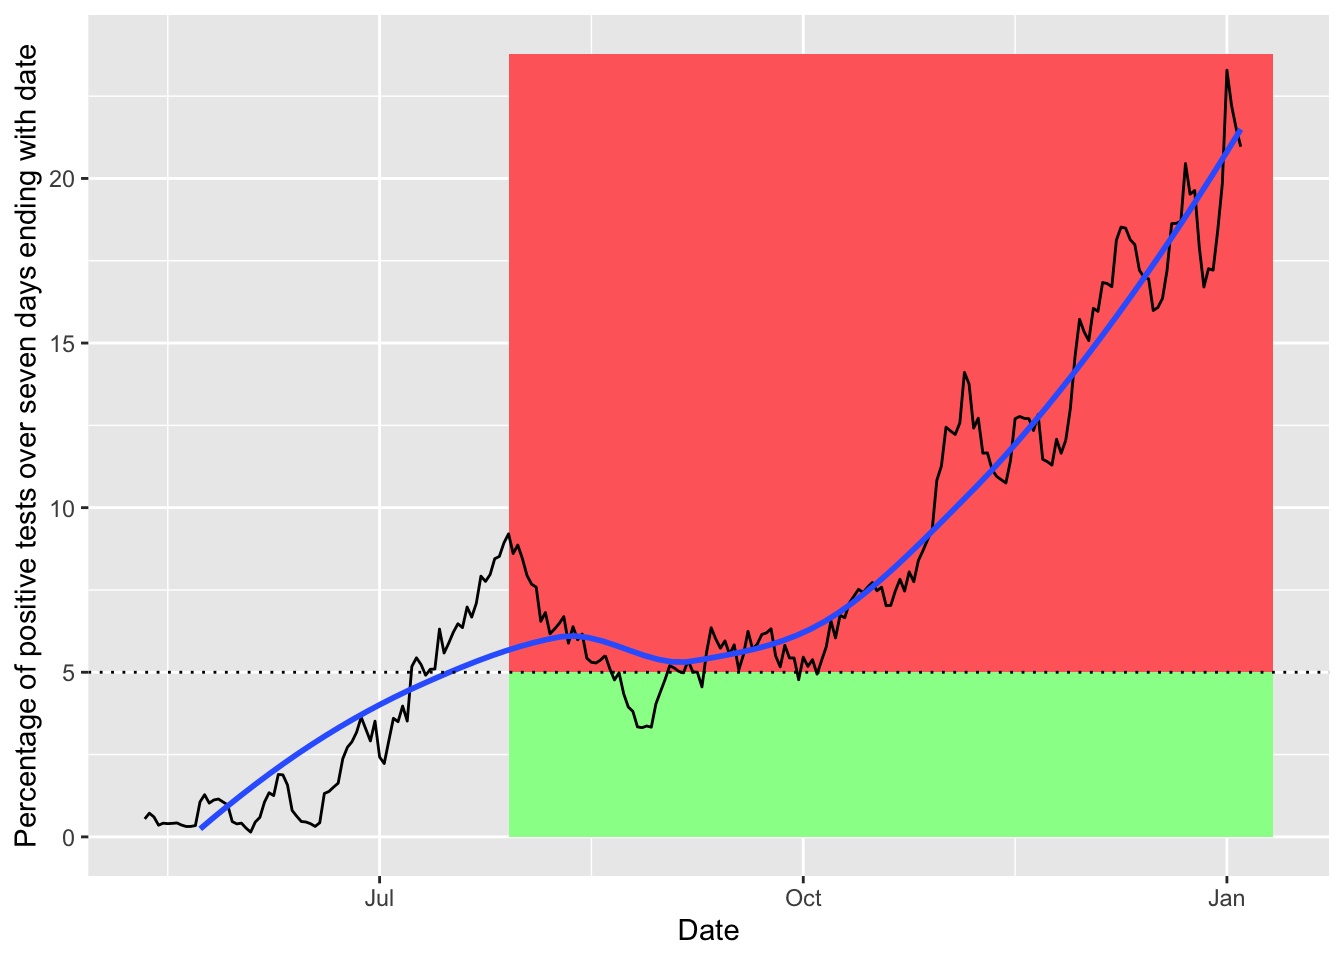 Percentage of positive tests over seven days ending with date
20
15
10
5
0
Jul
Oct
Jan
Date